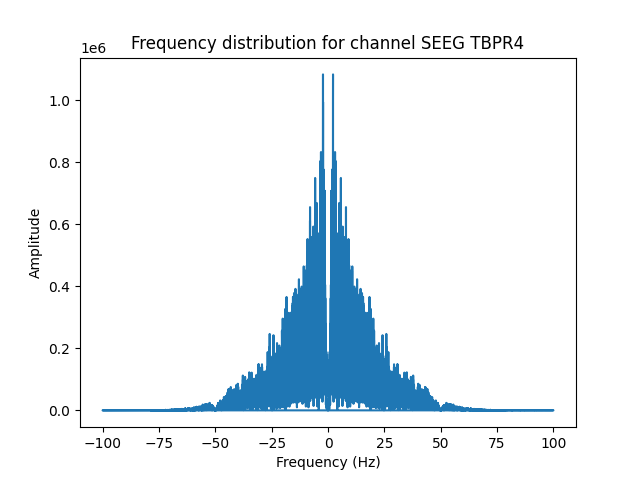 Frequency distribution for channel SEEG TBPR4
1e6
1.0
0.8
0.6
0.4
0.2
0.0
Amplitude
−100 −75 −50 −25 0 25 50 75 100
Frequency (Hz)